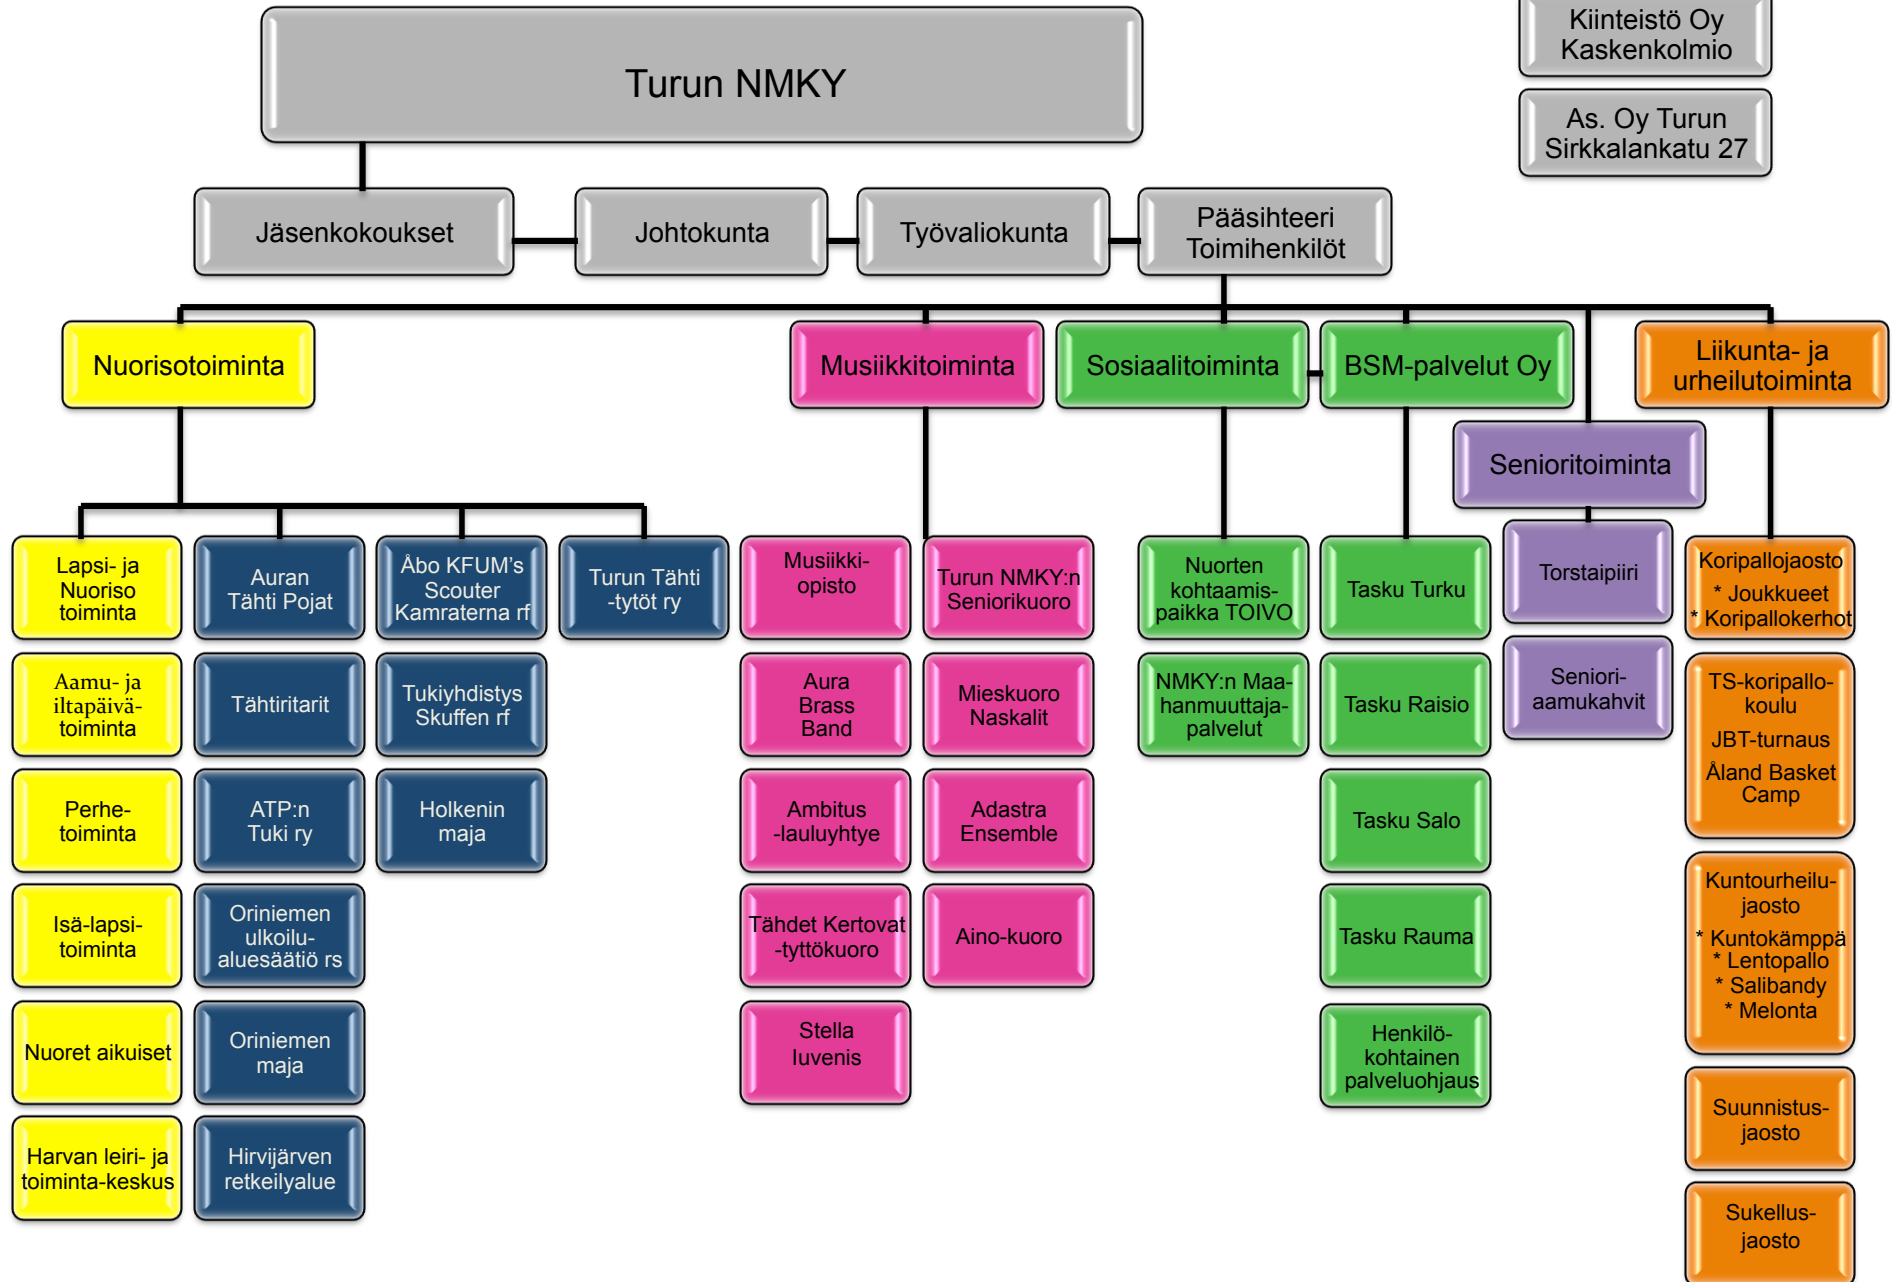 Turun NMKY
Kiinteistö Oy
Kaskenkolmio
As. Oy Turun
Sirkkalankatu 27
Jäsenkokoukset
Johtokunta
Työvaliokunta
Pääsihteeri
Toimihenkilöt
Nuorisotoiminta
Musiikkitoiminta
Sosiaalitoiminta
BSM-palvelut Oy
Liikunta- ja
urheilutoiminta
Senioritoiminta
Lapsi- ja
Nuoriso
toiminta
Aamu- ja
iltapäivä-
toiminta
Perhe-
toiminta
Isä-lapsi-
toiminta
Nuoret aikuiset
Harvan leiri- ja
toiminta-keskus
Auran
Tähti Pojat
Tähtiritarit
ATP:n
Tuki ry
Oriniemen
ulkoilu-
aluesäätiö rs
Oriniemen
maja
Hirvijärven
retkeilyalue
Åbo KFUM's
Scouter
Kamraterna rf
Tukiyhdistys
Skuffen rf
Holkenin
maja
Turun Tähti
-tytöt ry
Musiikki-
opisto
Aura
Brass
Band
Ambitus
-lauluyhtye
Tähdet Kertovat
-tyttökuoro
Stella
Iuvenis
Turun NMKY:n
Seniorikuoro
Mieskuoro
Naskalit
Adastra
Ensemble
Aino-kuoro
Nuorten
kohtaamis-
paikka TOIVO
NMKY:n Maa-
hanmuuttaja-
palvelut
Tasku Turku
Tasku Raisio
Tasku Salo
Tasku Rauma
Henkilö-
kohtainen
palveluohjaus
Torstaipiiri
Seniori-
aamukahvit
Koripallojaosto
* Joukkueet
* Koripallokerhot
TS-koripallo-
koulu
JBT-turnaus
Åland Basket
Camp
Kuntourheilu-
jaosto
* Kuntokämppä
* Lentopallo
* Salibandy
* Melonta
Suunnistus-
jaosto
Sukellus-
jaosto